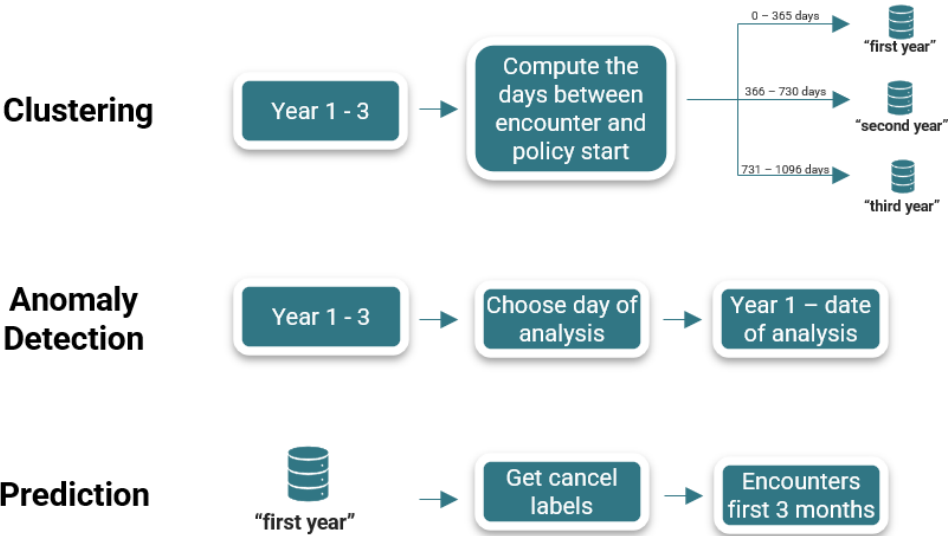 Clustering
Year 1 - 3
Compute the
days between
encounter and
policy start
0 – 365 days
“first year”
366 – 730 days
“second year”
731 – 1096 days
“third year”
Anomaly
Detection
Year 1 - 3
Choose day of
analysis
Year 1 – date
of analysis
Prediction
“first year”
Get cancel
labels
Encounters
first 3 months